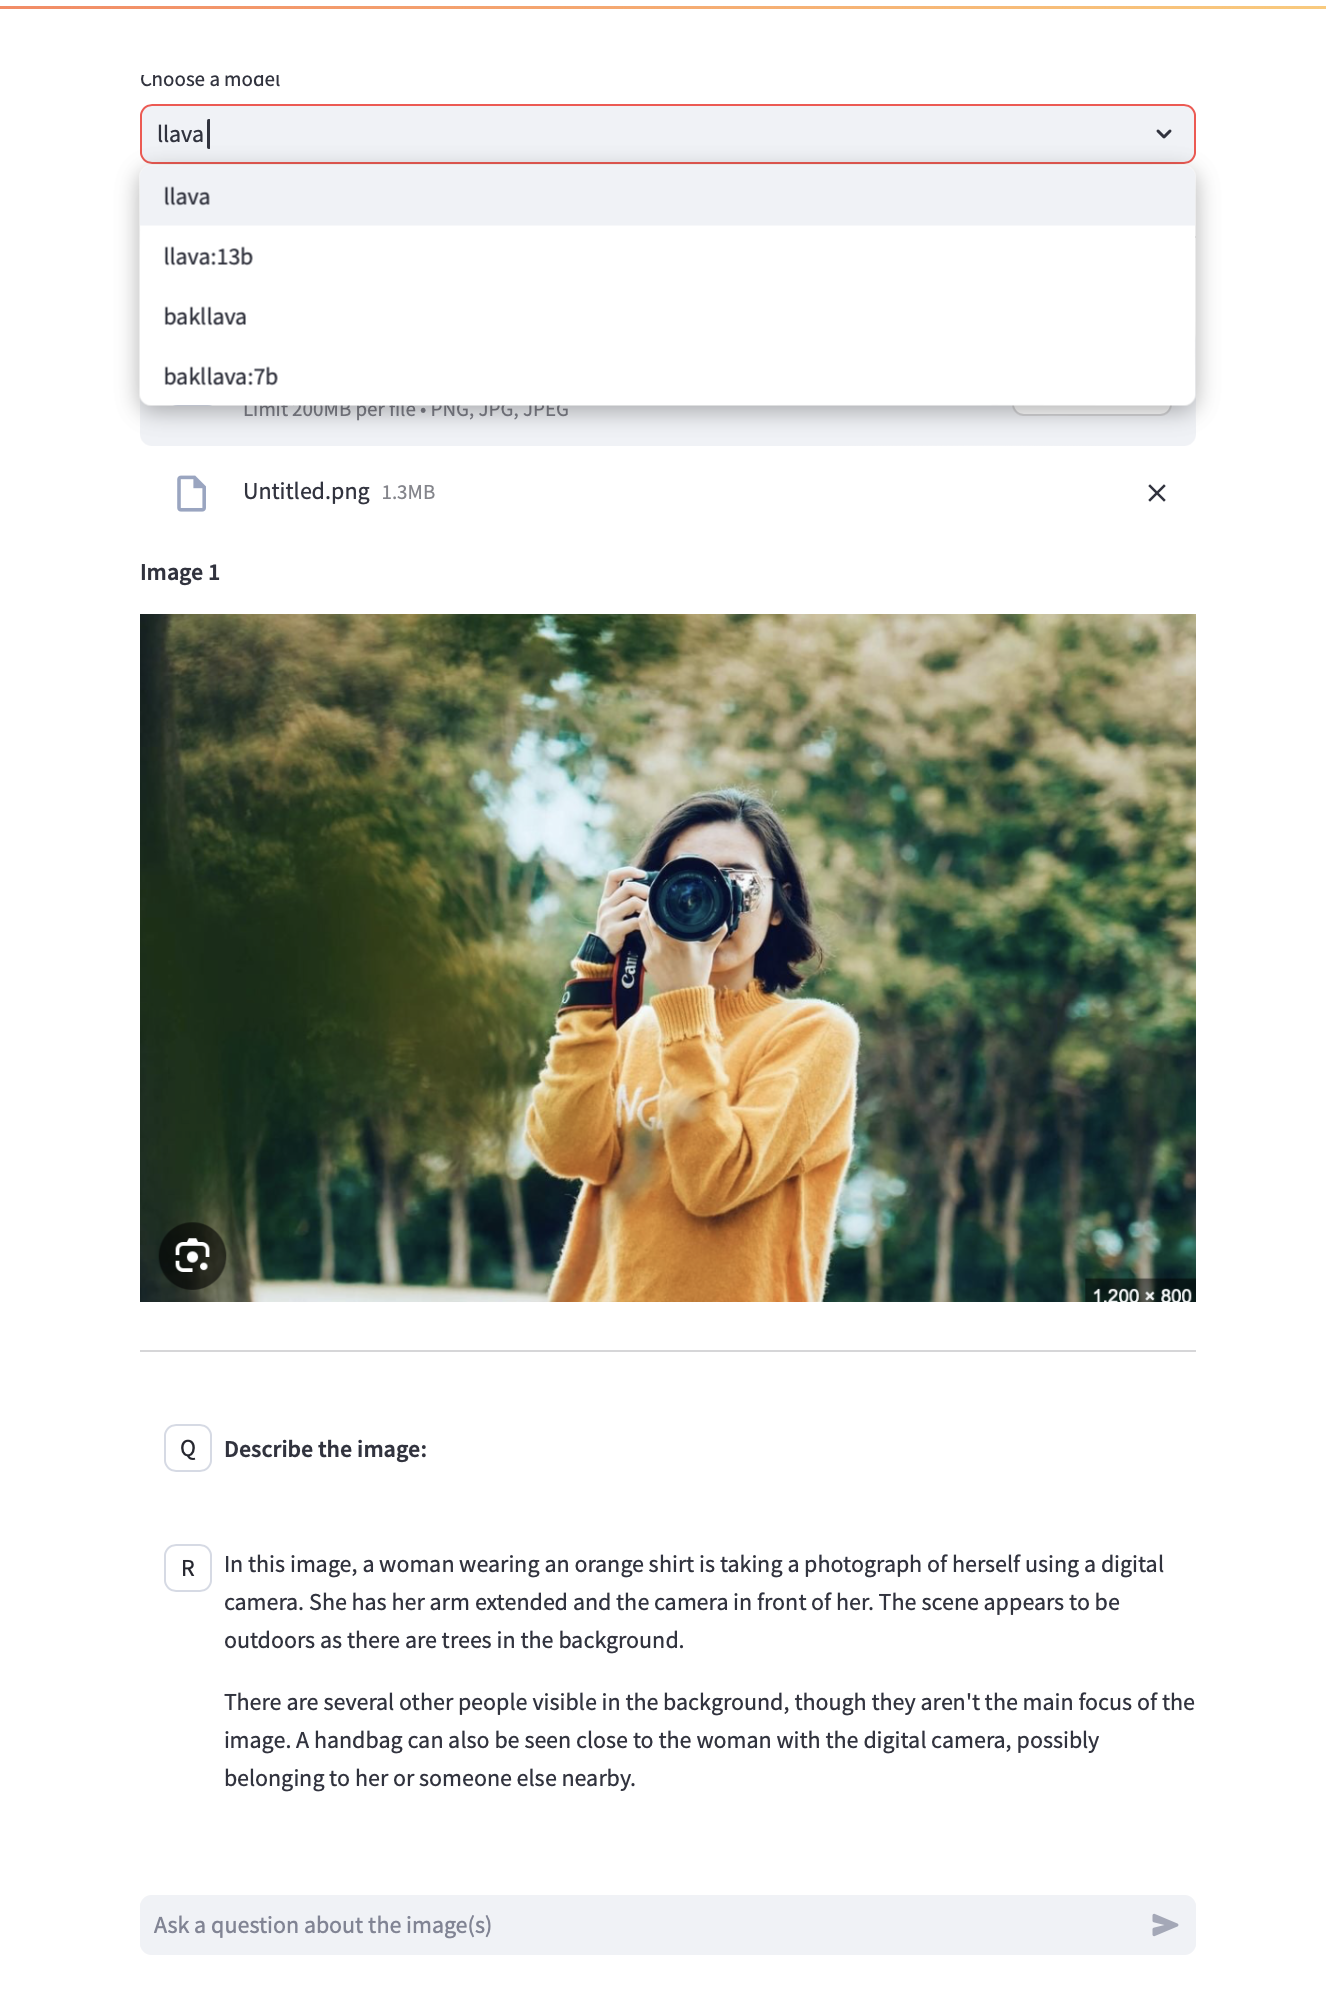 Choose a model
llava
llava
llava:13b
bakllava
bakllava:7b
Limit 200MB per file • PNG, JPG, JPEG
Untitled.png 1.3MB
Image 1
Can
NG
1,200 × 800
Q Describe the image:
R In this image, a woman wearing an orange shirt is taking a photograph of herself using a digital
camera. She has her arm extended and the camera in front of her. The scene appears to be
outdoors as there are trees in the background.
There are several other people visible in the background, though they aren't the main focus of the
image. A handbag can also be seen close to the woman with the digital camera, possibly
belonging to her or someone else nearby.
Ask a question about the image(s)